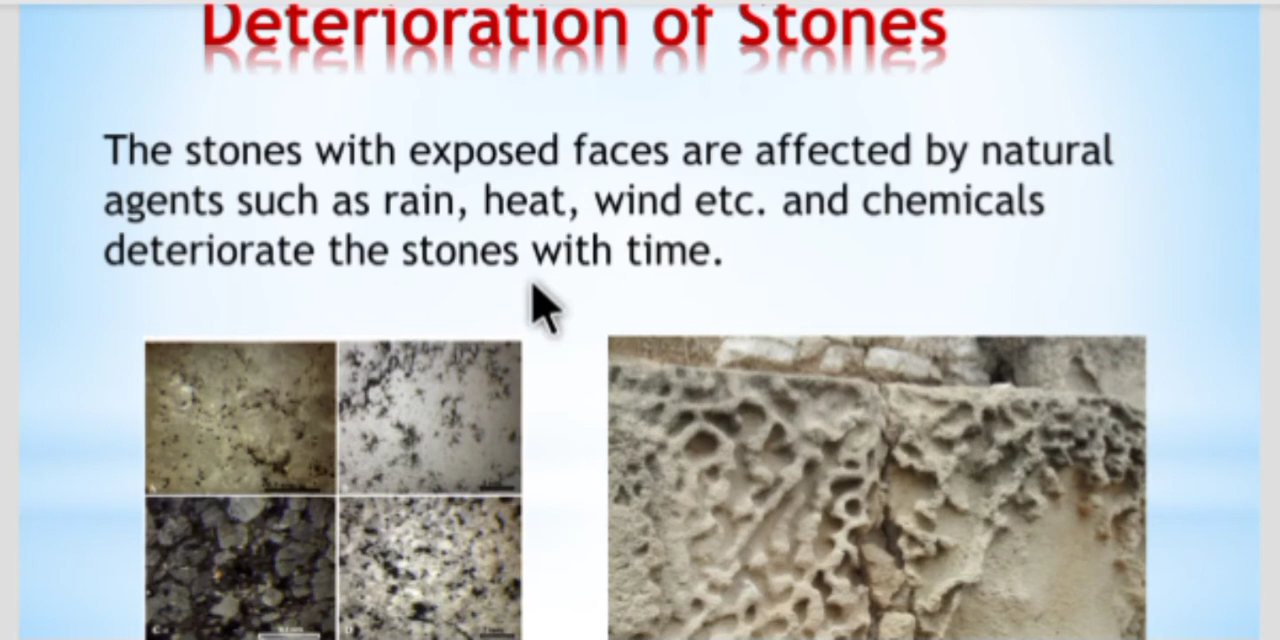 Deterioration of Stones
The stones with exposed faces are affected by natural
agents such as rain, heat, wind etc. and chemicals
deteriorate the stones with time.